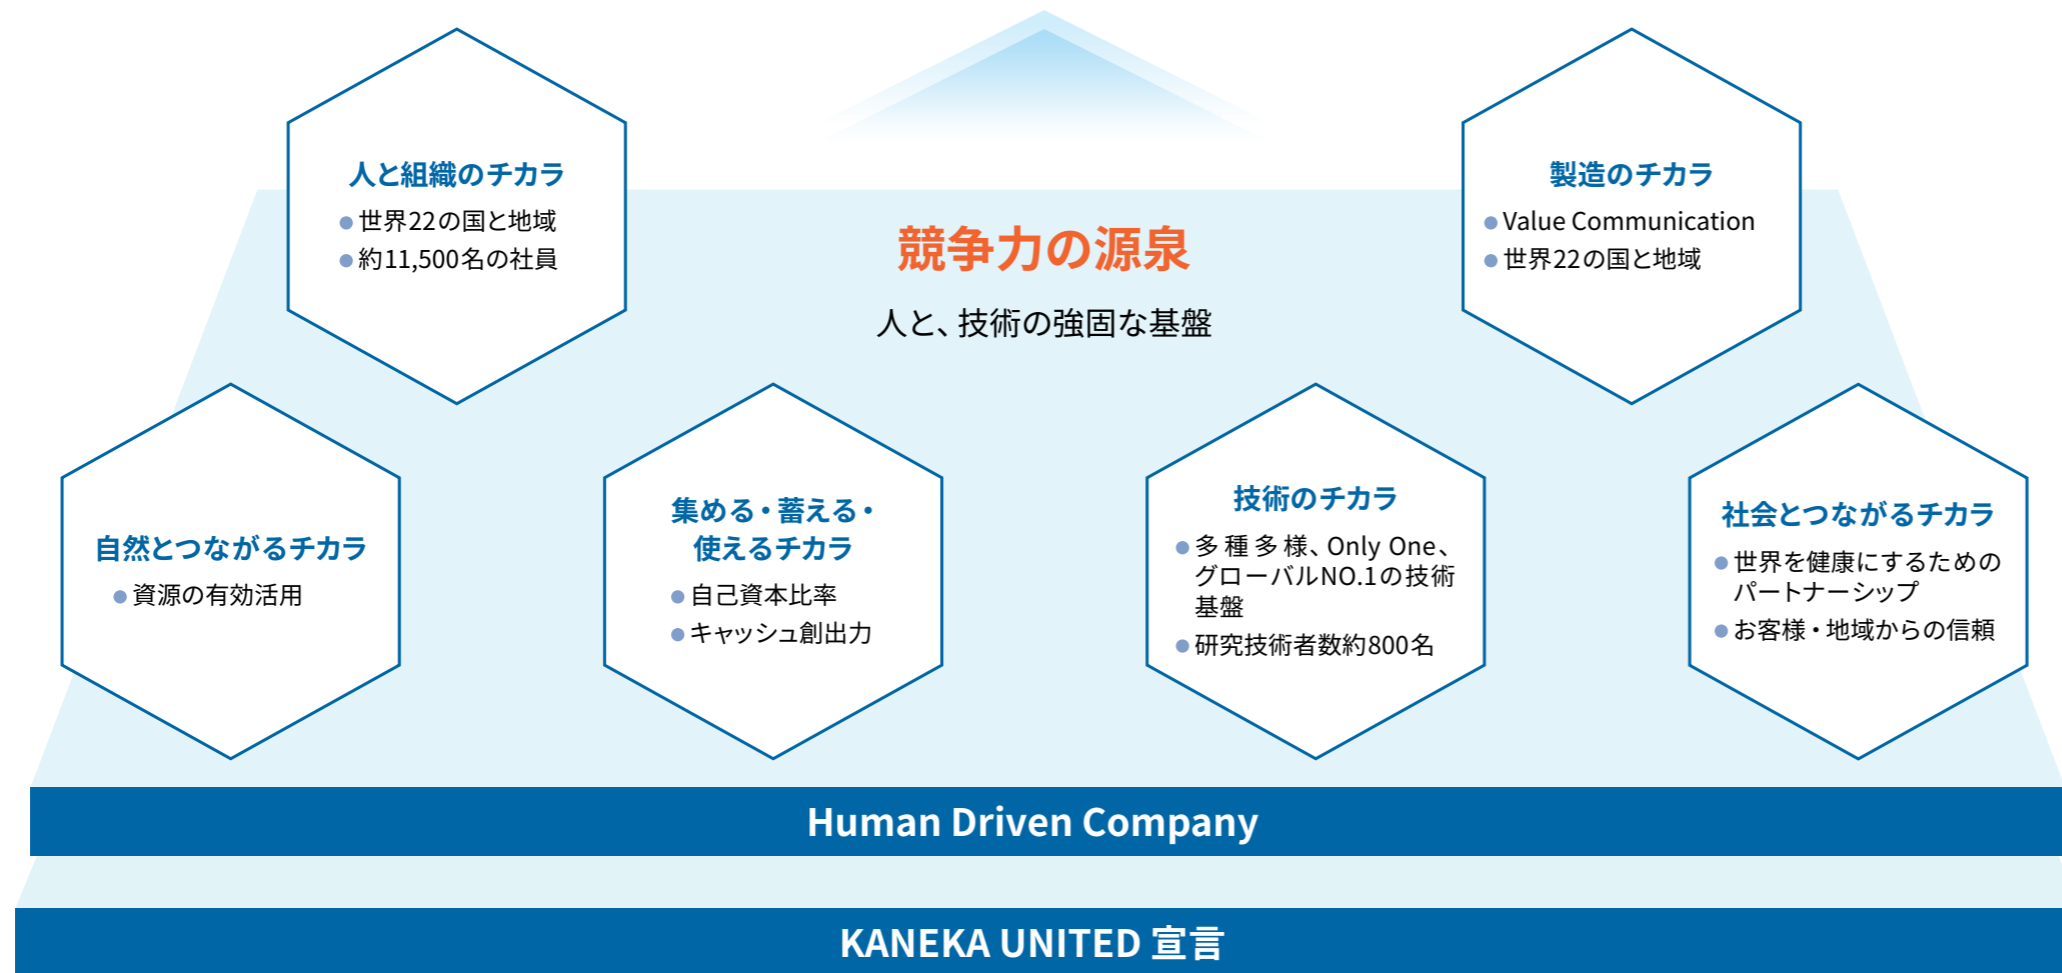 競争力の源泉
人と、技術の強固な基盤
人と組織のチカラ
世界22の国と地域
約11,500名の社員
製造のチカラ
Value Communication
世界22の国と地域
自然とつながるチカラ
資源の有効活用
集める・蓄える・
使えるチカラ
自己資本比率
キャッシュ創出力
技術のチカラ
多種多様、Only One、
グローバルNO.1の技術
基盤
研究技術者数約800名
社会とつながるチカラ
世界を健康にするための
パートナーシップ
お客様・地域からの信頼
Human Driven Company
KANEKA UNITED 宣言